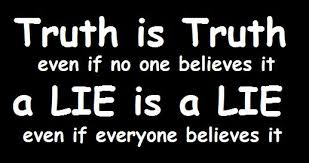 Truth is Truth
even if no one believes it
a LIE is a LIE
even if everyone believes it